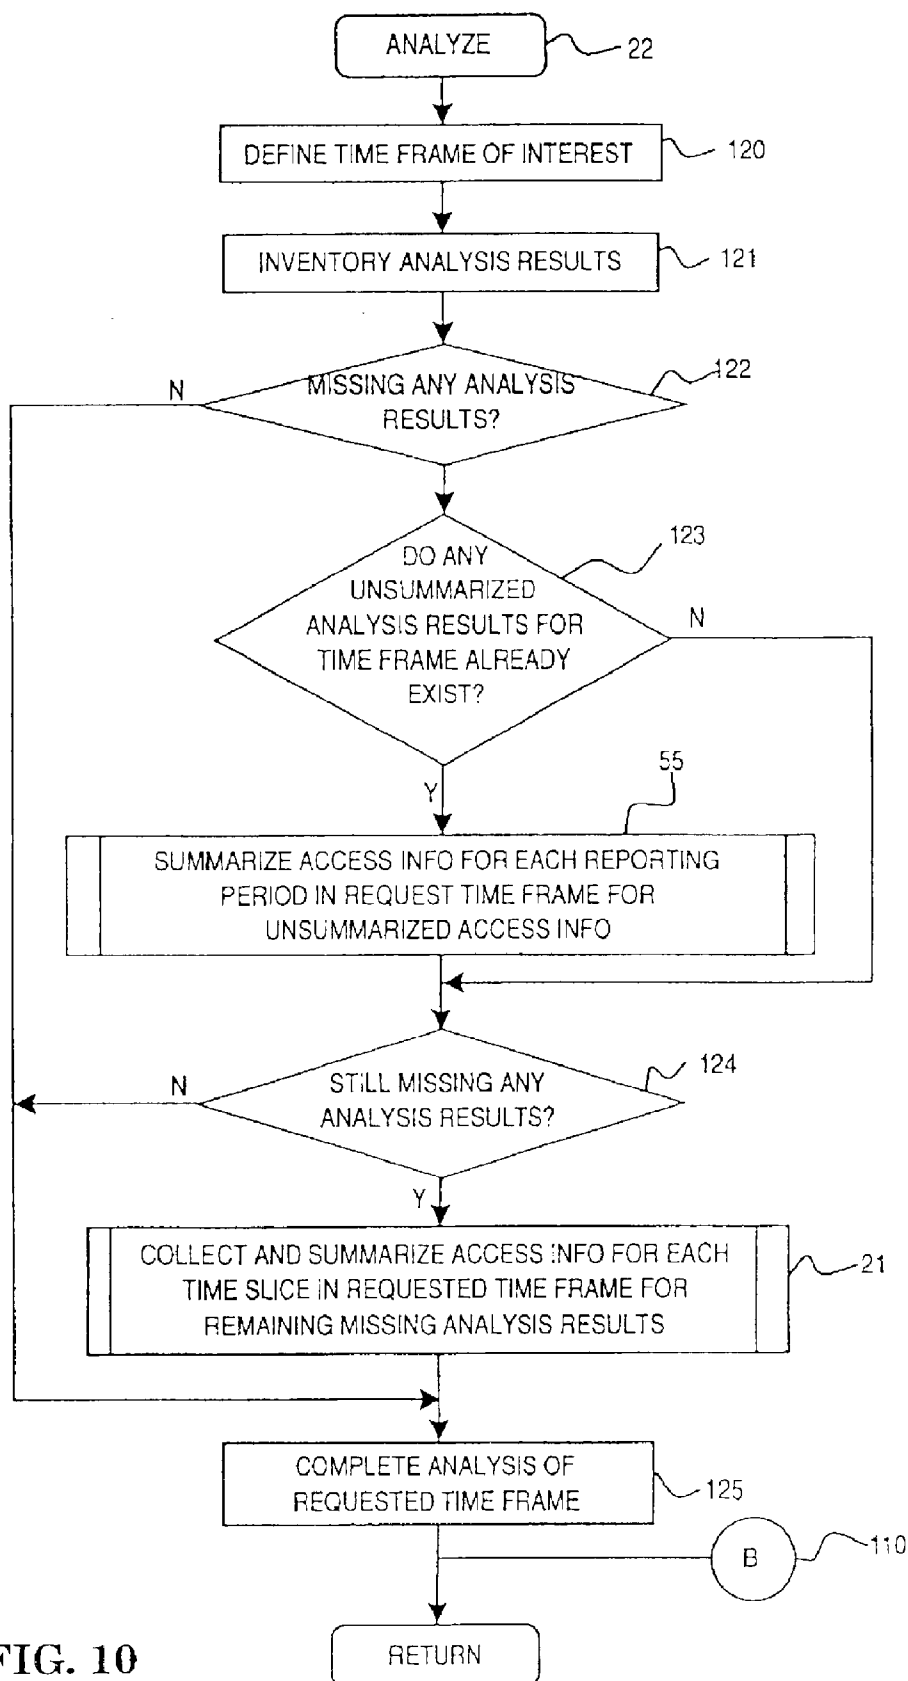 ANALYZE
22
DEFINE TIME FRAME OF INTEREST
120
INVENTORY ANALYSIS RESULTS
121
N
MISSING ANY ANALYSIS
RESULTS?
122
DO ANY
UNSUMMARIZED
ANALYSIS RESULTS FOR
TIME FRAME ALREADY
EXIST?
123
N
Y
55
SUMMARIZE ACCESS INFO FOR EACH REPORTING
PERIOD IN REQUEST TIME FRAME FOR
UNSUMMARIZED ACCESS INFO
N
STILL MISSING ANY
ANALYSIS RESULTS?
124
Y
COLLECT AND SUMMARIZE ACCESS INFO FOR EACH
TIME SLICE IN REQUESTED TIME FRAME FOR
REMAINING MISSING ANALYSIS RESULTS
21
COMPLETE ANALYSIS OF
REQUESTED TIME FRAME
125
B
110
RETURN
FIG. 10